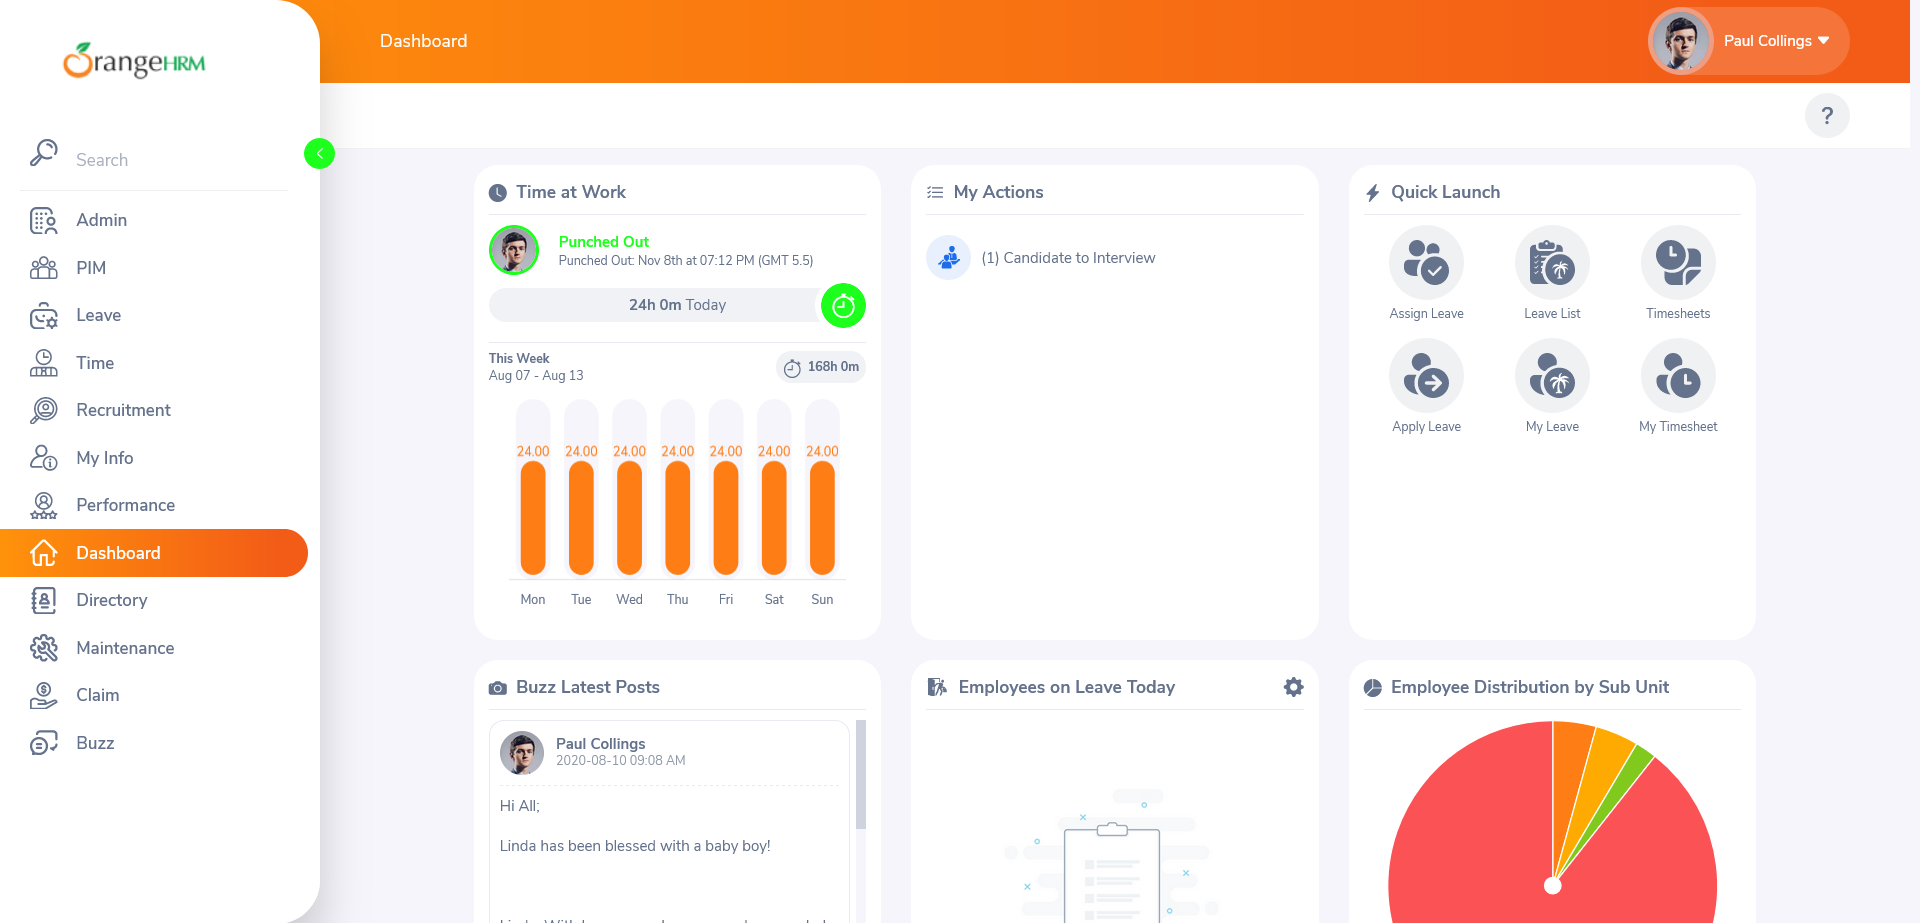 OrangeHRM
Search
Admin
PIM
Leave
Time
Recruitment
My Info
Performance
Dashboard
Directory
Maintenance
Claim
Buzz
Dashboard
Paul Collings
?
Time at Work
Punched Out
Punched Out: Nov 8th at 07:12 PM (GMT 5.5)
24h 0m Today
This Week
Aug 07 - Aug 13
168h 0m
24.00 24.00 24.00 24.00 24.00 24.00 24.00
Mon Tue Wed Thu Fri Sat Sun
My Actions
(1) Candidate to Interview
Quick Launch
Assign Leave Leave List Timesheets
Apply Leave My Leave My Timesheet
Buzz Latest Posts
Paul Collings
2020-08-10 09:08 AM
Hi All;
Linda has been blessed with a baby boy!
Employees on Leave Today
Employee Distribution by Sub Unit